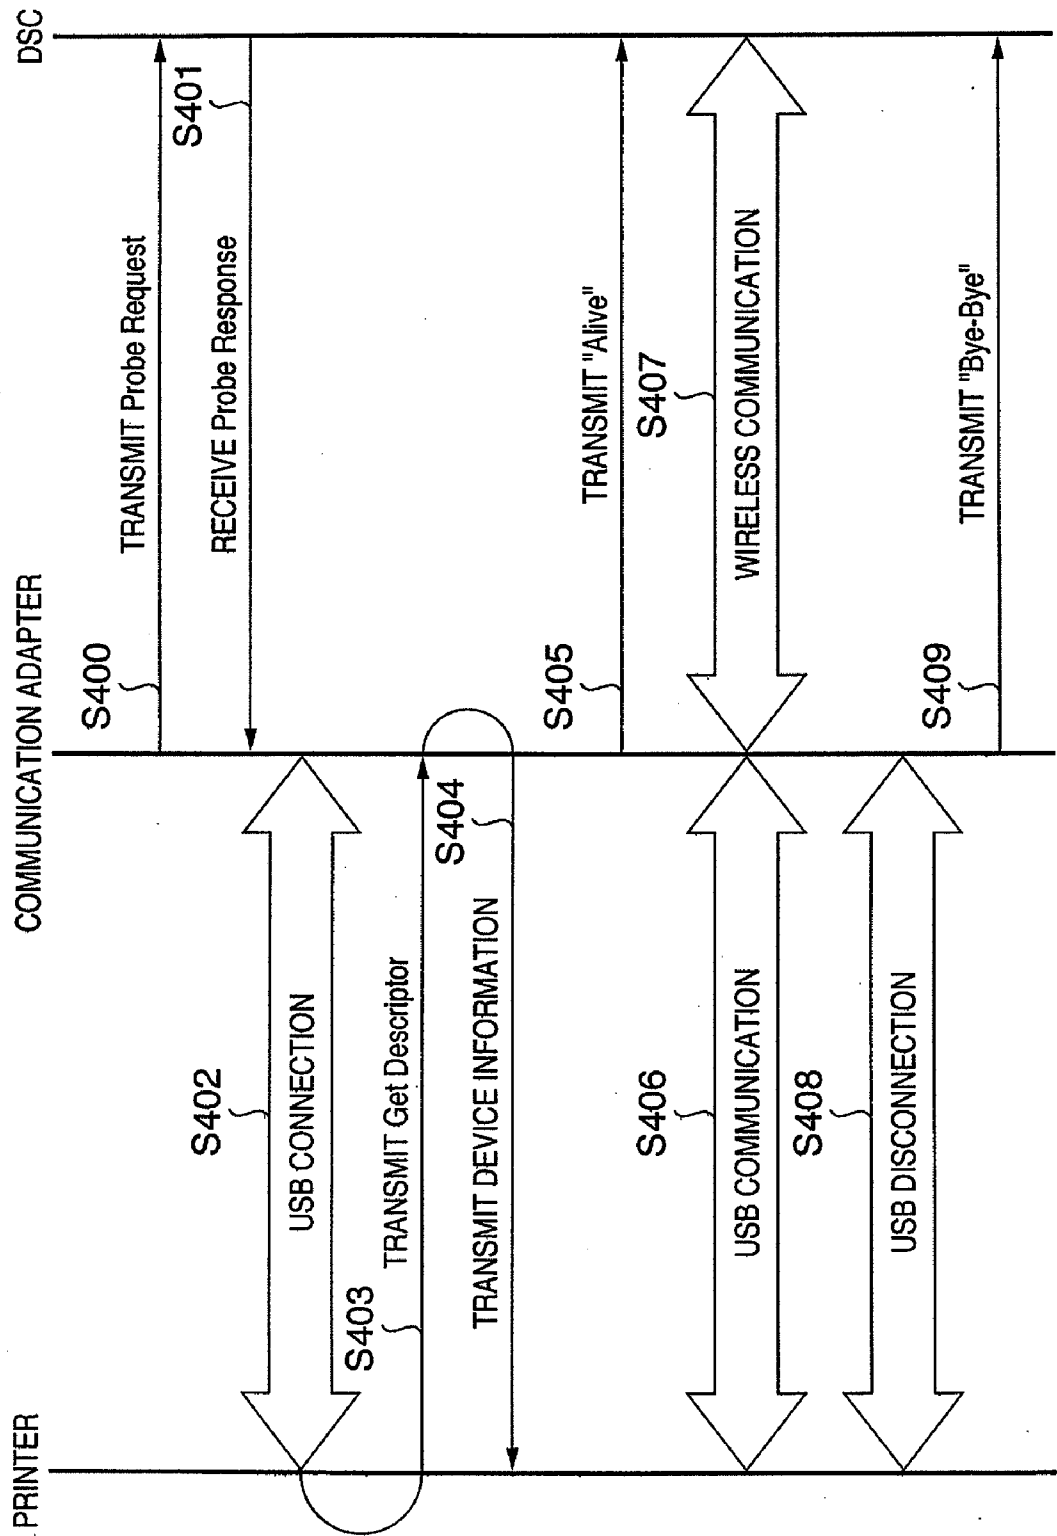 PRINTER
COMMUNICATION ADAPTER
DSC
S400
TRANSMIT Probe Request
S401
RECEIVE Probe Response
S402
USB CONNECTION
S403
TRANSMIT Get Descriptor
S404
TRANSMIT DEVICE INFORMATION
S405
TRANSMIT "Alive"
S406
USB COMMUNICATION
S407
WIRELESS COMMUNICATION
S408
USB DISCONNECTION
S409
TRANSMIT "Bye-Bye"